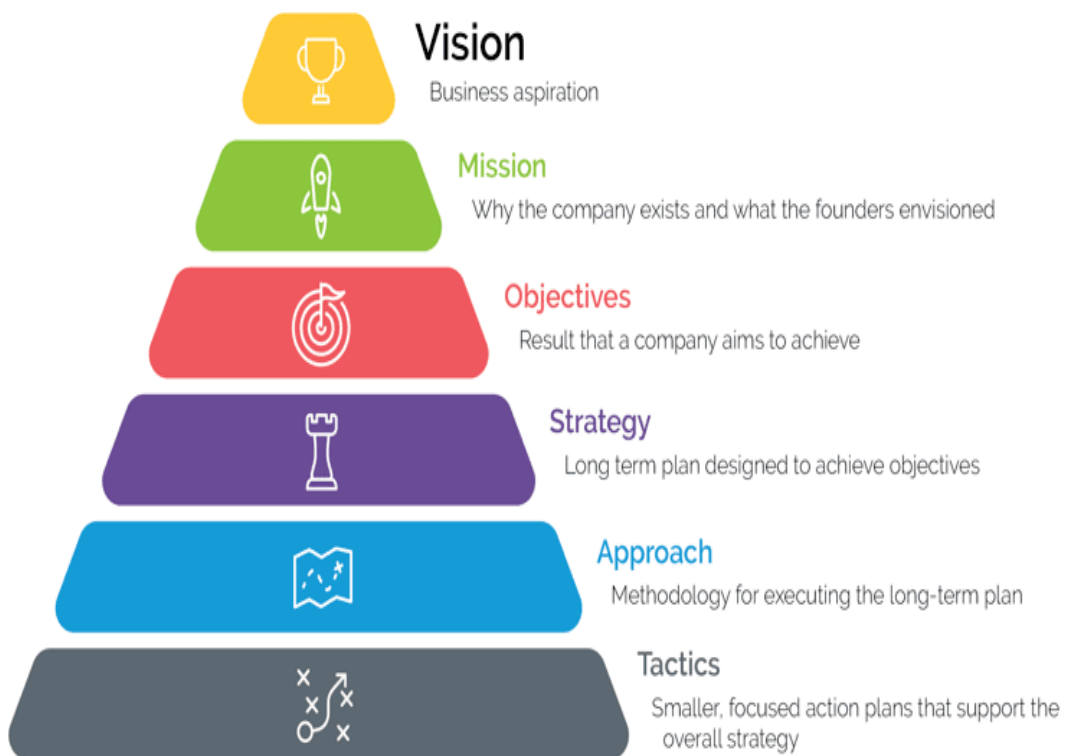 Vision
Business aspiration
Mission
Why the company exists and what the founders envisioned
Objectives
Result that a company aims to achieve
Strategy
Long term plan designed to achieve objectives
Approach
Methodology for executing the long-term plan
Tactics
Smaller, focused action plans that support the
overall strategy